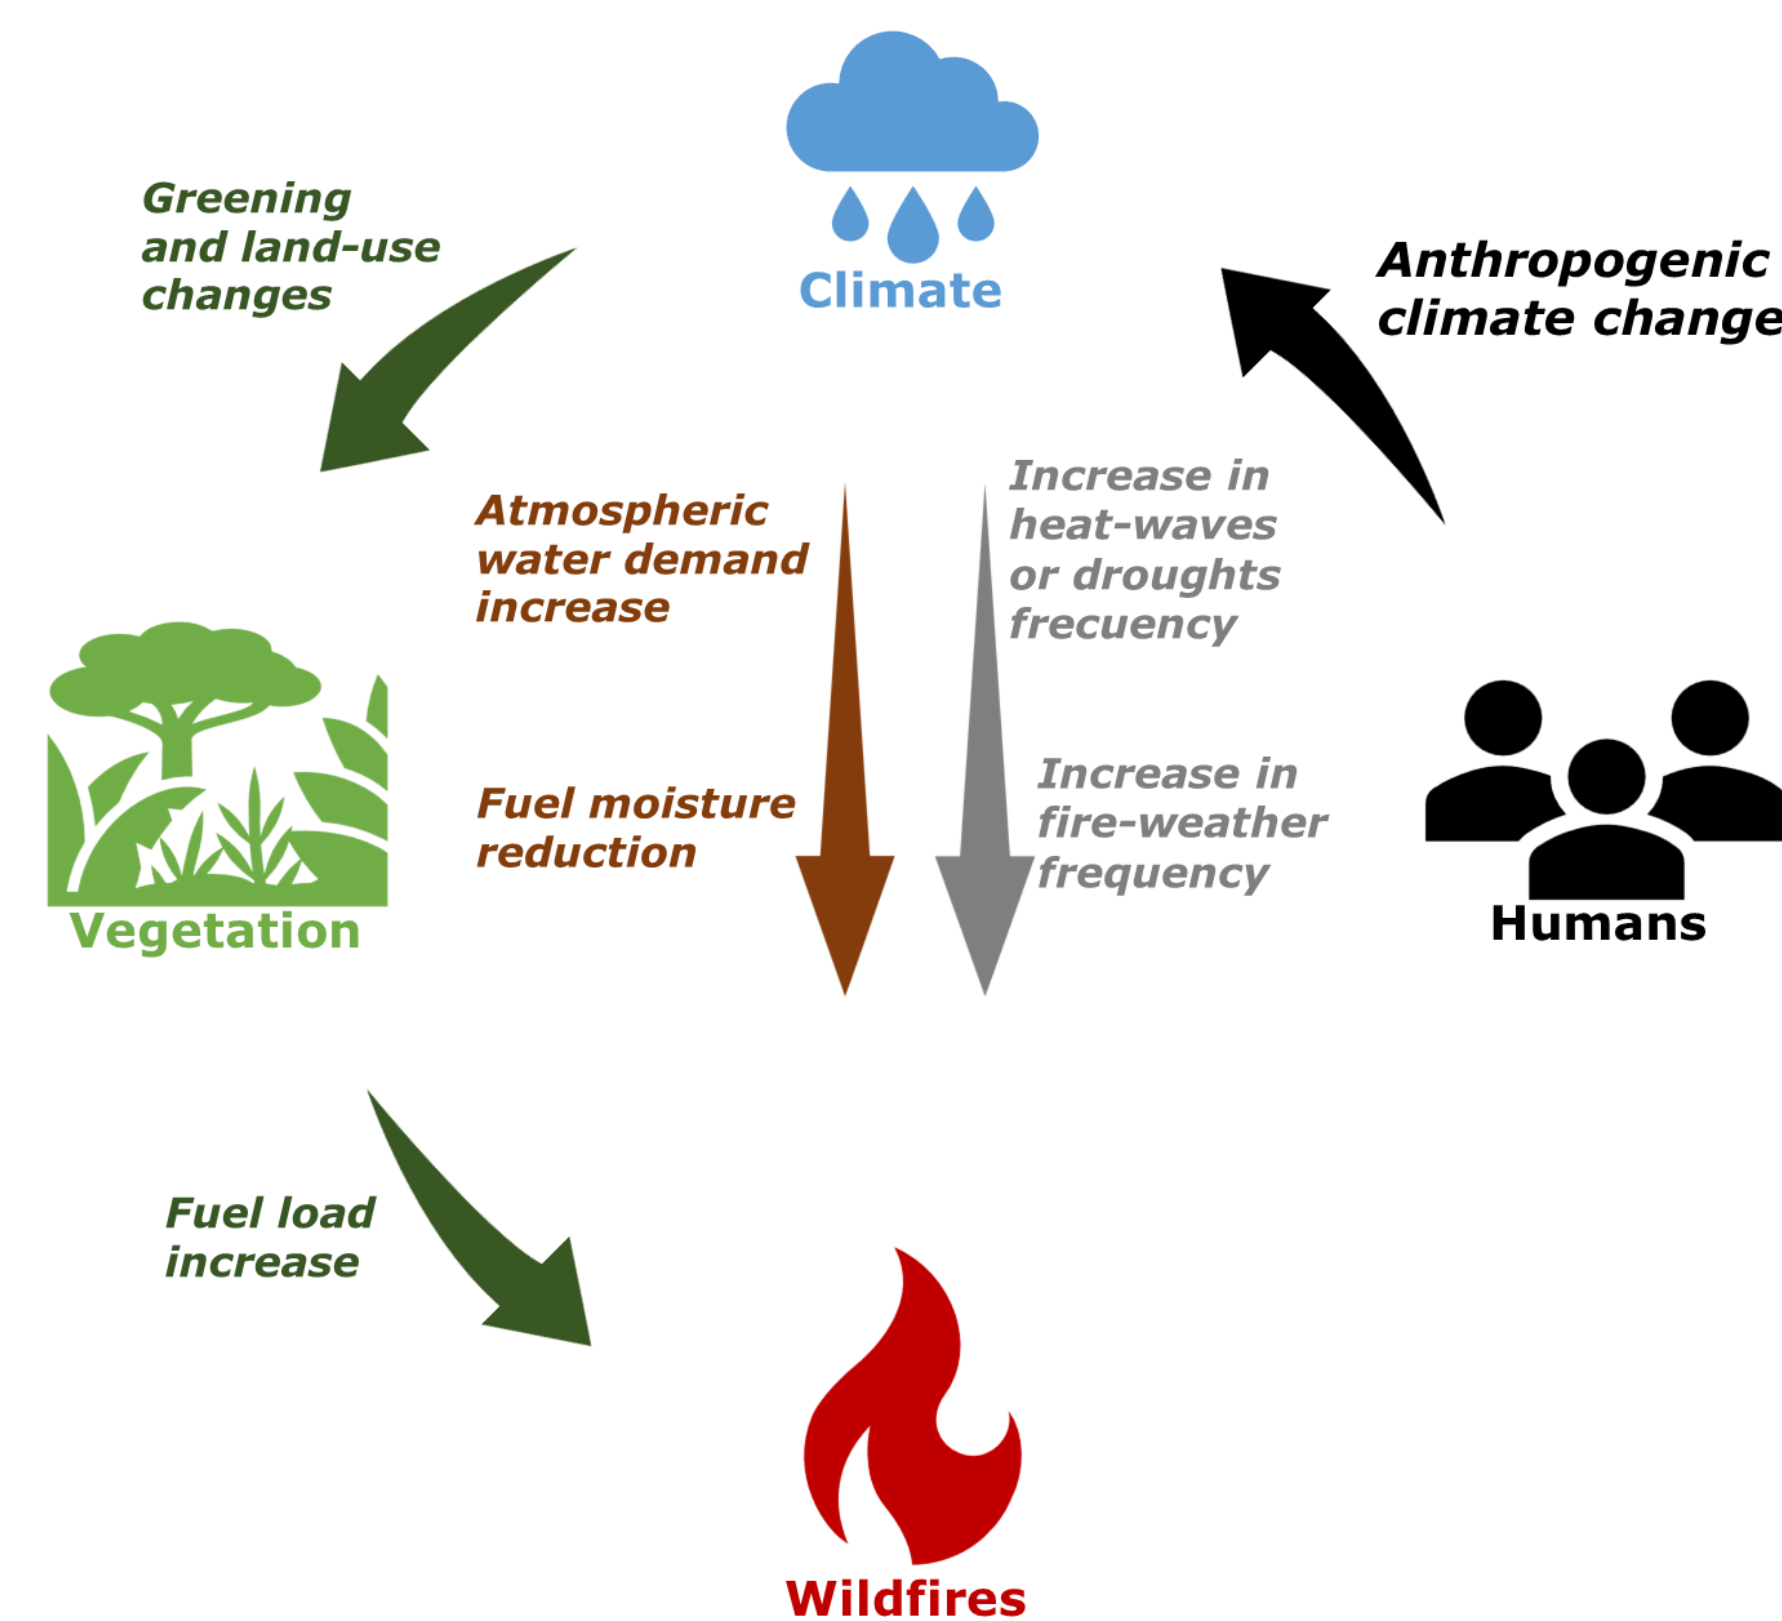 Climate
Greening
and land-use
changes
Anthropogenic
climate change
Atmospheric
water demand
increase
Increase in
heat-waves
or droughts
frecuency
Fuel moisture
reduction
Increase in
fire-weather
frequency
Vegetation
Humans
Fuel load
increase
Wildfires